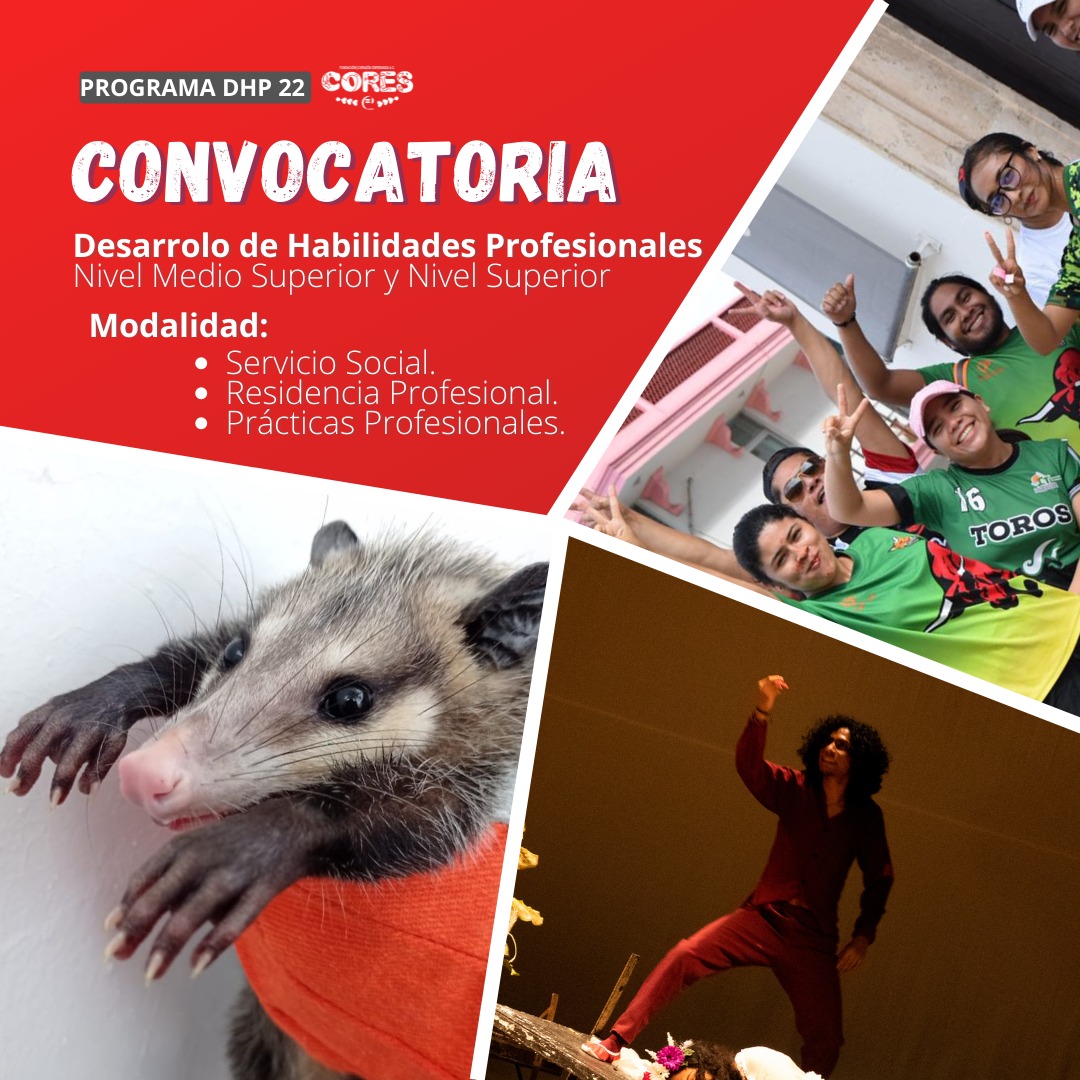 PROGRAMA DHP 22
CORES
CONVOCATORIA
Desarrolo de Habilidades Profesionales
Nivel Medio Superior y Nivel Superior
Modalidad:
• Servicio Social.
• Residencia Profesional.
• Prácticas Profesionales.
16
TOROS